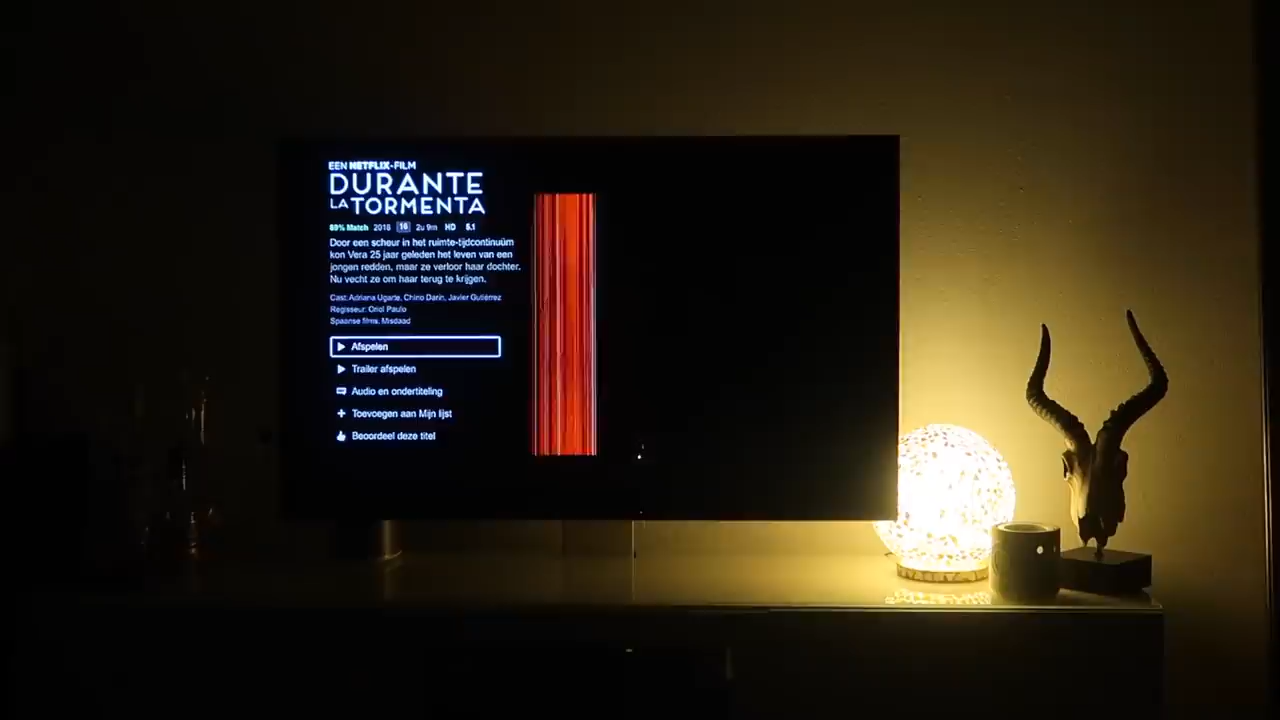 EEN NETFLIX-FILM
DURANTE
LA TORMENTA
89% Match 2018 16 2u 9m HD 5.1
Door een scheur in het ruimte-tijdcontinuüm
kon Vera 25 jaar geleden het leven van een
jongen redden, maar ze verloor haar dochter.
Nu vecht ze om haar terug te krijgen.
Cast: Adriana Ugarte, Chino Darín, Javier Gutiérrez
Regisseur: Oriol Paulo
Spaanse films, Misdaad
Afspelen
Trailer afspelen
Audio en ondertiteling
Toevoegen aan Mijn lijst
Beoordeel deze titel